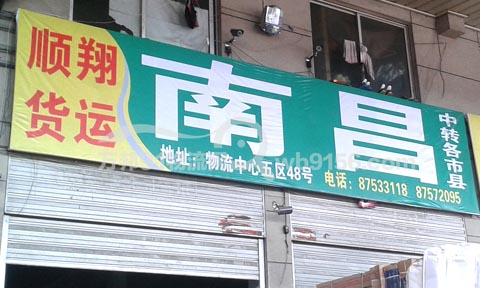 顺翔
货运
南昌
中转各市县
地址:物流中心五区48号
电话:87533118 87572095